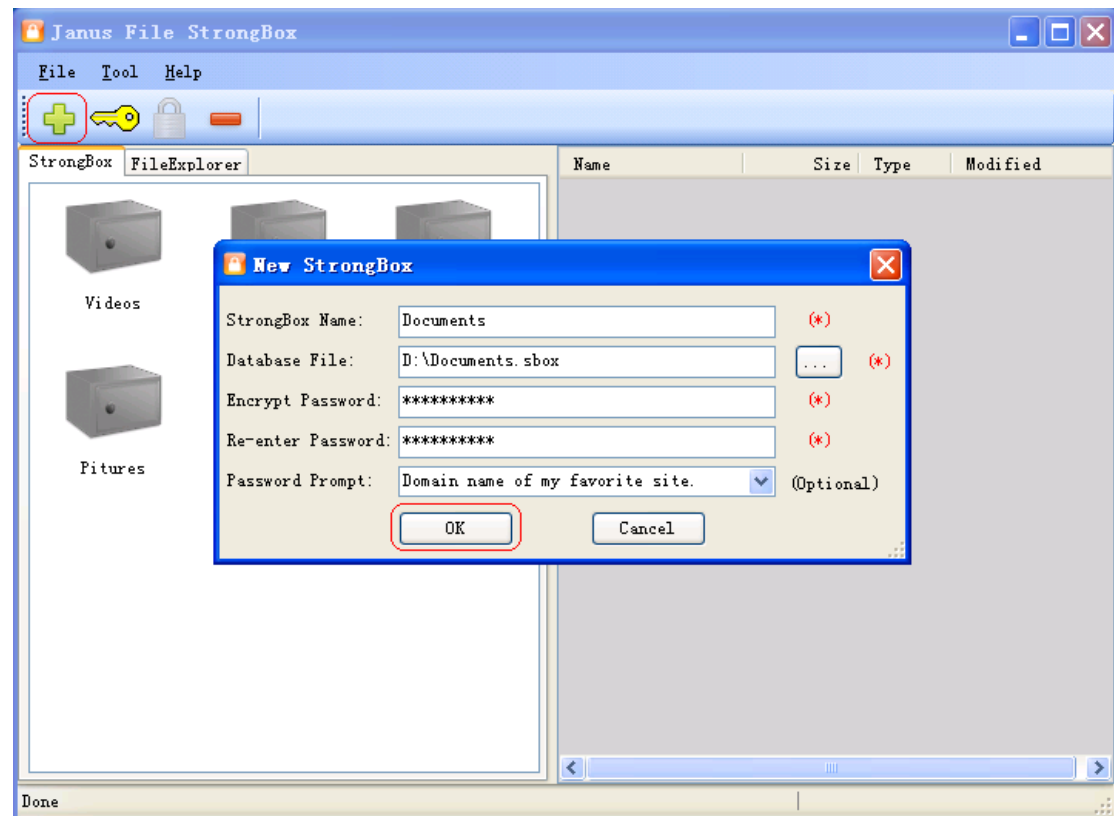 Janus File StrongBox
File Tool Help
StrongBox FileExplorer
Name Size Type Modified
Videos
Pitures
New StrongBox
StrongBox Name: Documents (*)
Database File: D:\Documents.sbox ... (*)
Encrypt Password: ********** (*)
Re-enter Password: ********** (*)
Password Prompt: Domain name of my favorite site. (Optional)
OK Cancel
Done